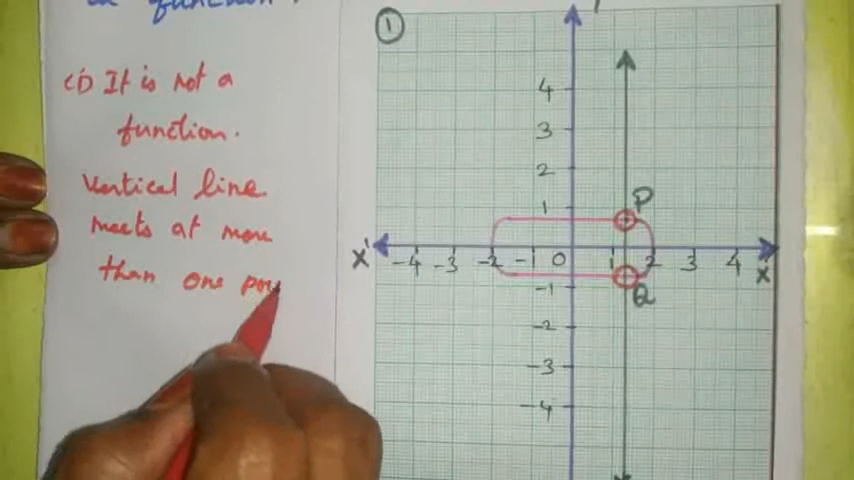 function
①
(i) It is not a
function.
Vertical line
meets at more
than one
4
3
2
1
P
X' -4 -3 -2 -1 0 1 2 3 4 X
Q
-1
-2
-3
-4